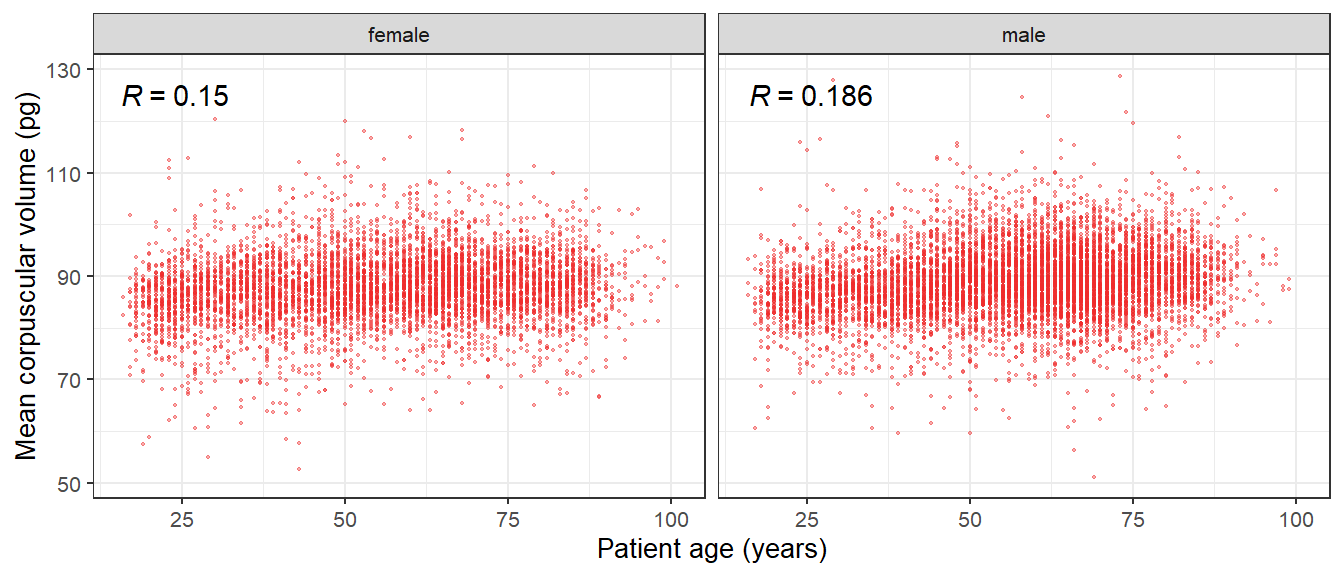 female
male
Mean corpuscular volume (pg)
130
110
90
70
50
R = 0.15
R = 0.186
25
50
75
100
25
50
75
100
Patient age (years)